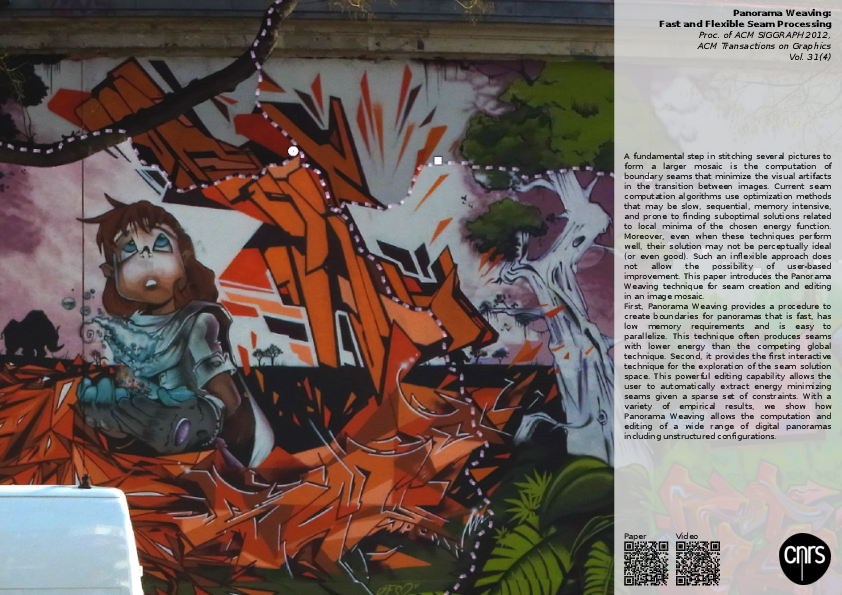 Panorama Weaving:
Fast and Flexible Seam Processing
Proc. of ACM SIGGRAPH 2012,
ACM Transactions on Graphics
Vol. 31(4)
A fundamental step in stitching several pictures to
form a larger mosaic is the computation of
boundary seams that minimize the visual artifacts
in the transition between images. Current seam
computation algorithms use optimization methods
that may be slow, sequential, memory intensive,
and prone to finding suboptimal solutions related
to local minima of the chosen energy function.
Moreover, even when these techniques perform
well, their solution may not be perceptually ideal
(or even good). Such an inflexible approach does
not allow the possibility of user-based
improvement. This paper introduces the Panorama
Weaving technique for seam creation and editing
in an image mosaic.
First, Panorama Weaving provides a procedure to
create boundaries for panoramas that is fast, has
low memory requirements and is easy to
parallelize. This technique often produces seams
with lower energy than the competing global
technique. Second, it provides the first interactive
technique for the exploration of the seam solution
space. This powerful editing capability allows the
user to automatically extract energy minimizing
seams given a sparse set of constraints. With a
variety of empirical results, we show how
Panorama Weaving allows the computation and
editing of a wide range of digital panoramas
including unstructured configurations.
Paper Video
cnrs